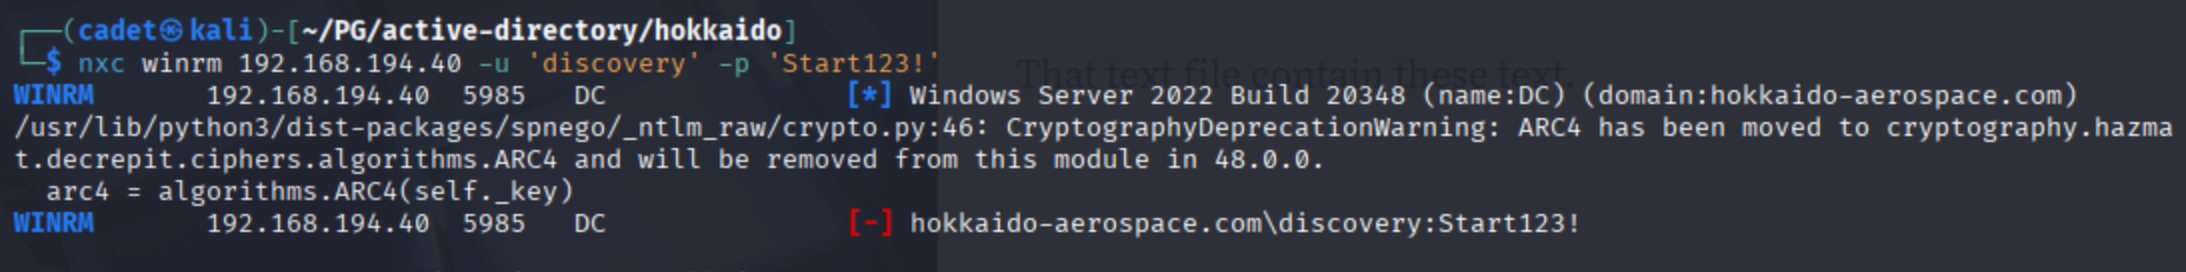 ┌──(cadet㉿kali)-[~/PG/active-directory/hokkaido]
└─$ nxc winrm 192.168.194.40 -u 'discovery' -p 'Start123!'
That text file contain these text.
WINRM       192.168.194.40  5985   DC               [*] Windows Server 2022 Build 20348 (name:DC) (domain:hokkaido-aerospace.com)
/usr/lib/python3/dist-packages/spnego/_ntlm_raw/crypto.py:46: CryptographyDeprecationWarning: ARC4 has been moved to cryptography.hazma
t.decrepit.ciphers.algorithms.ARC4 and will be removed from this module in 48.0.0.
  arc4 = algorithms.ARC4(self._key)
WINRM       192.168.194.40  5985   DC               [-] hokkaido-aerospace.com\discovery:Start123!